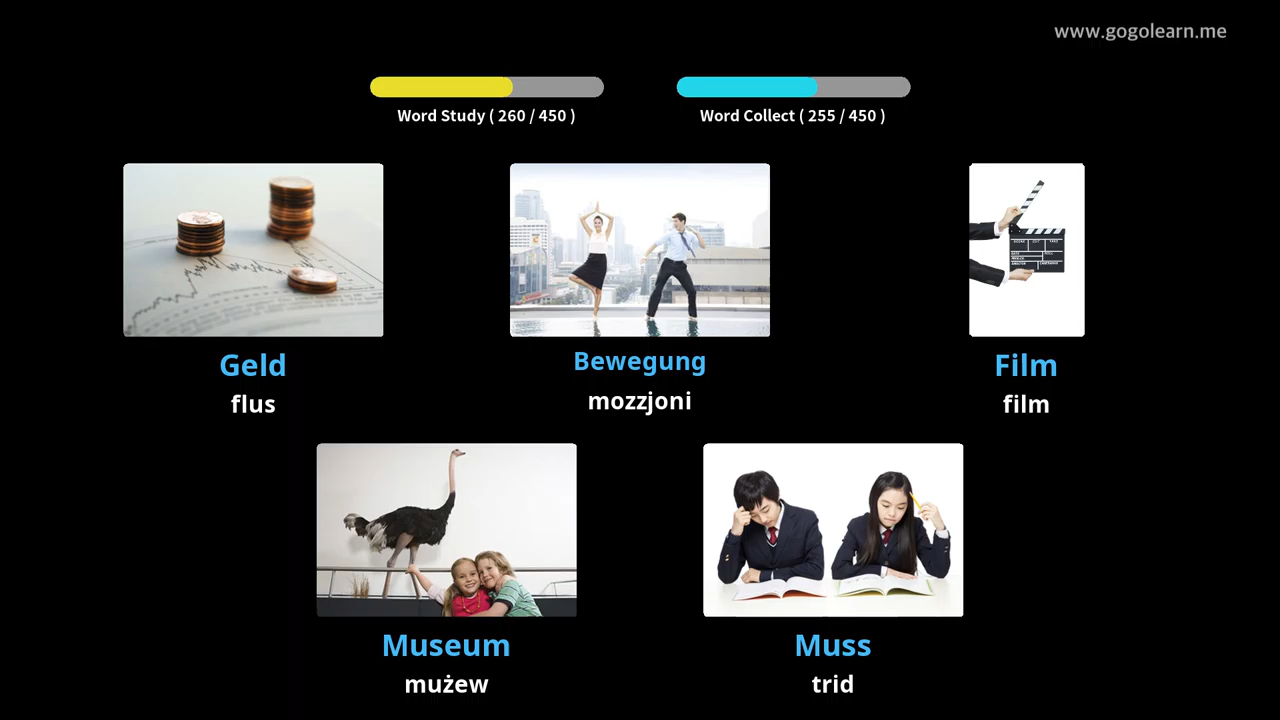 www.gogolearn.me
Word Study ( 260 / 450 )
Word Collect ( 255 / 450 )
Geld
flus
Bewegung
mozzjoni
Film
film
Museum
mużew
Muss
trid